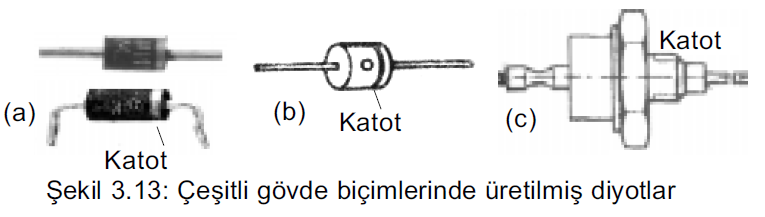 Katot
(a)
(b)
(c)
Katot
Katot
Şekil 3.13: Çeşitli gövde biçimlerinde üretilmiş diyotlar